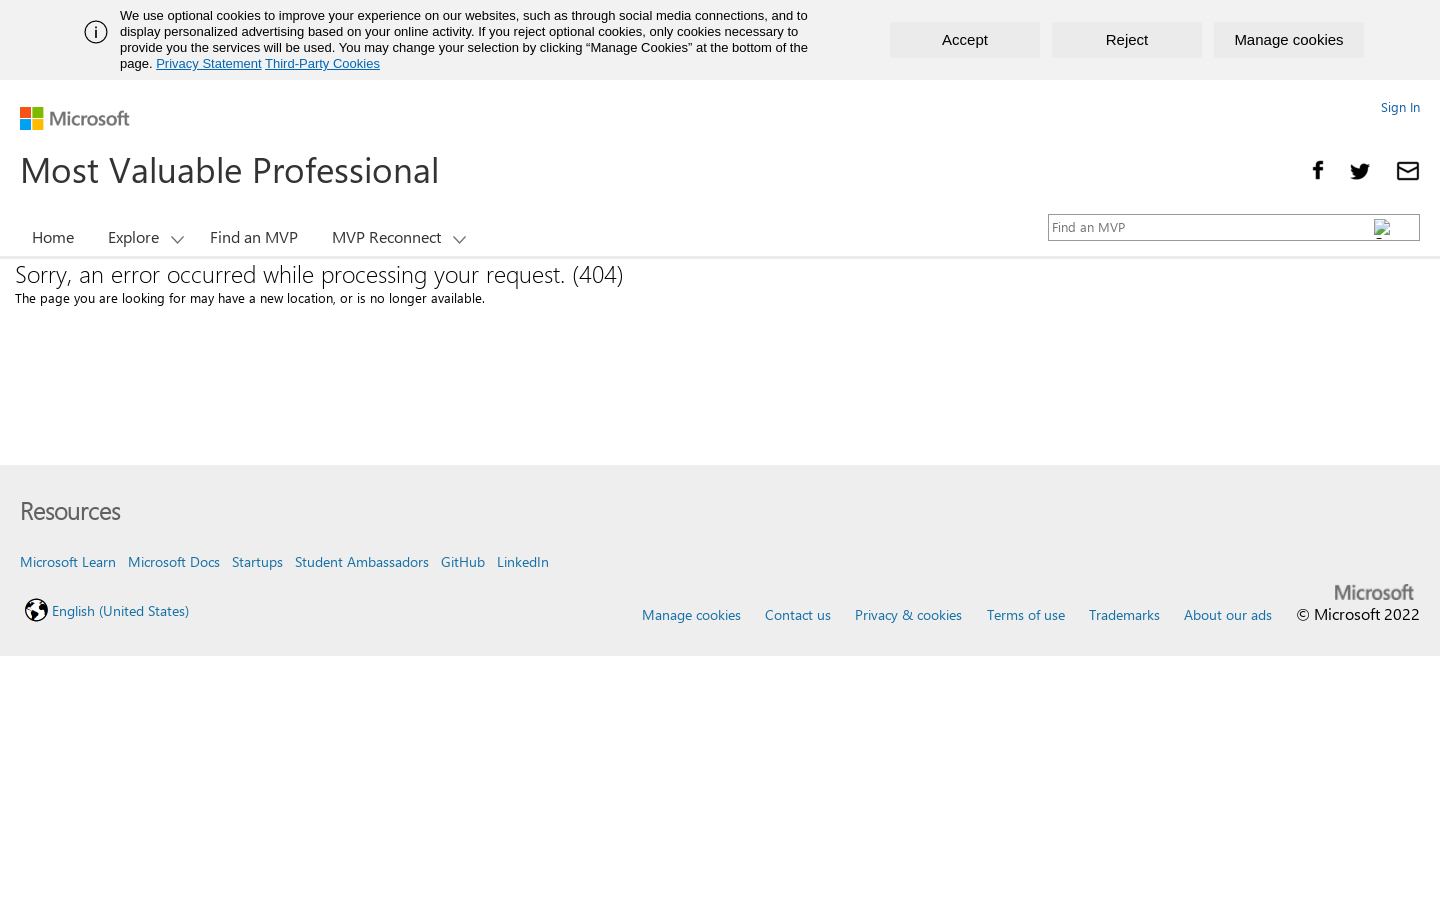 We use optional cookies to improve your experience on our websites, such as through social media connections, and to
display personalized advertising based on your online activity. If you reject optional cookies, only cookies necessary to
provide you the services will be used. You may change your selection by clicking “Manage Cookies” at the bottom of the
page. Privacy Statement Third-Party Cookies
Accept
Reject
Manage cookies
Microsoft
Sign In
Most Valuable Professional
Home
Explore
Find an MVP
MVP Reconnect
Find an MVP
Sorry, an error occurred while processing your request. (404)
The page you are looking for may have a new location, or is no longer available.
Resources
Microsoft Learn
Microsoft Docs
Startups
Student Ambassadors
GitHub
LinkedIn
English (United States)
Manage cookies
Contact us
Privacy & cookies
Terms of use
Trademarks
About our ads
Microsoft
© Microsoft 2022